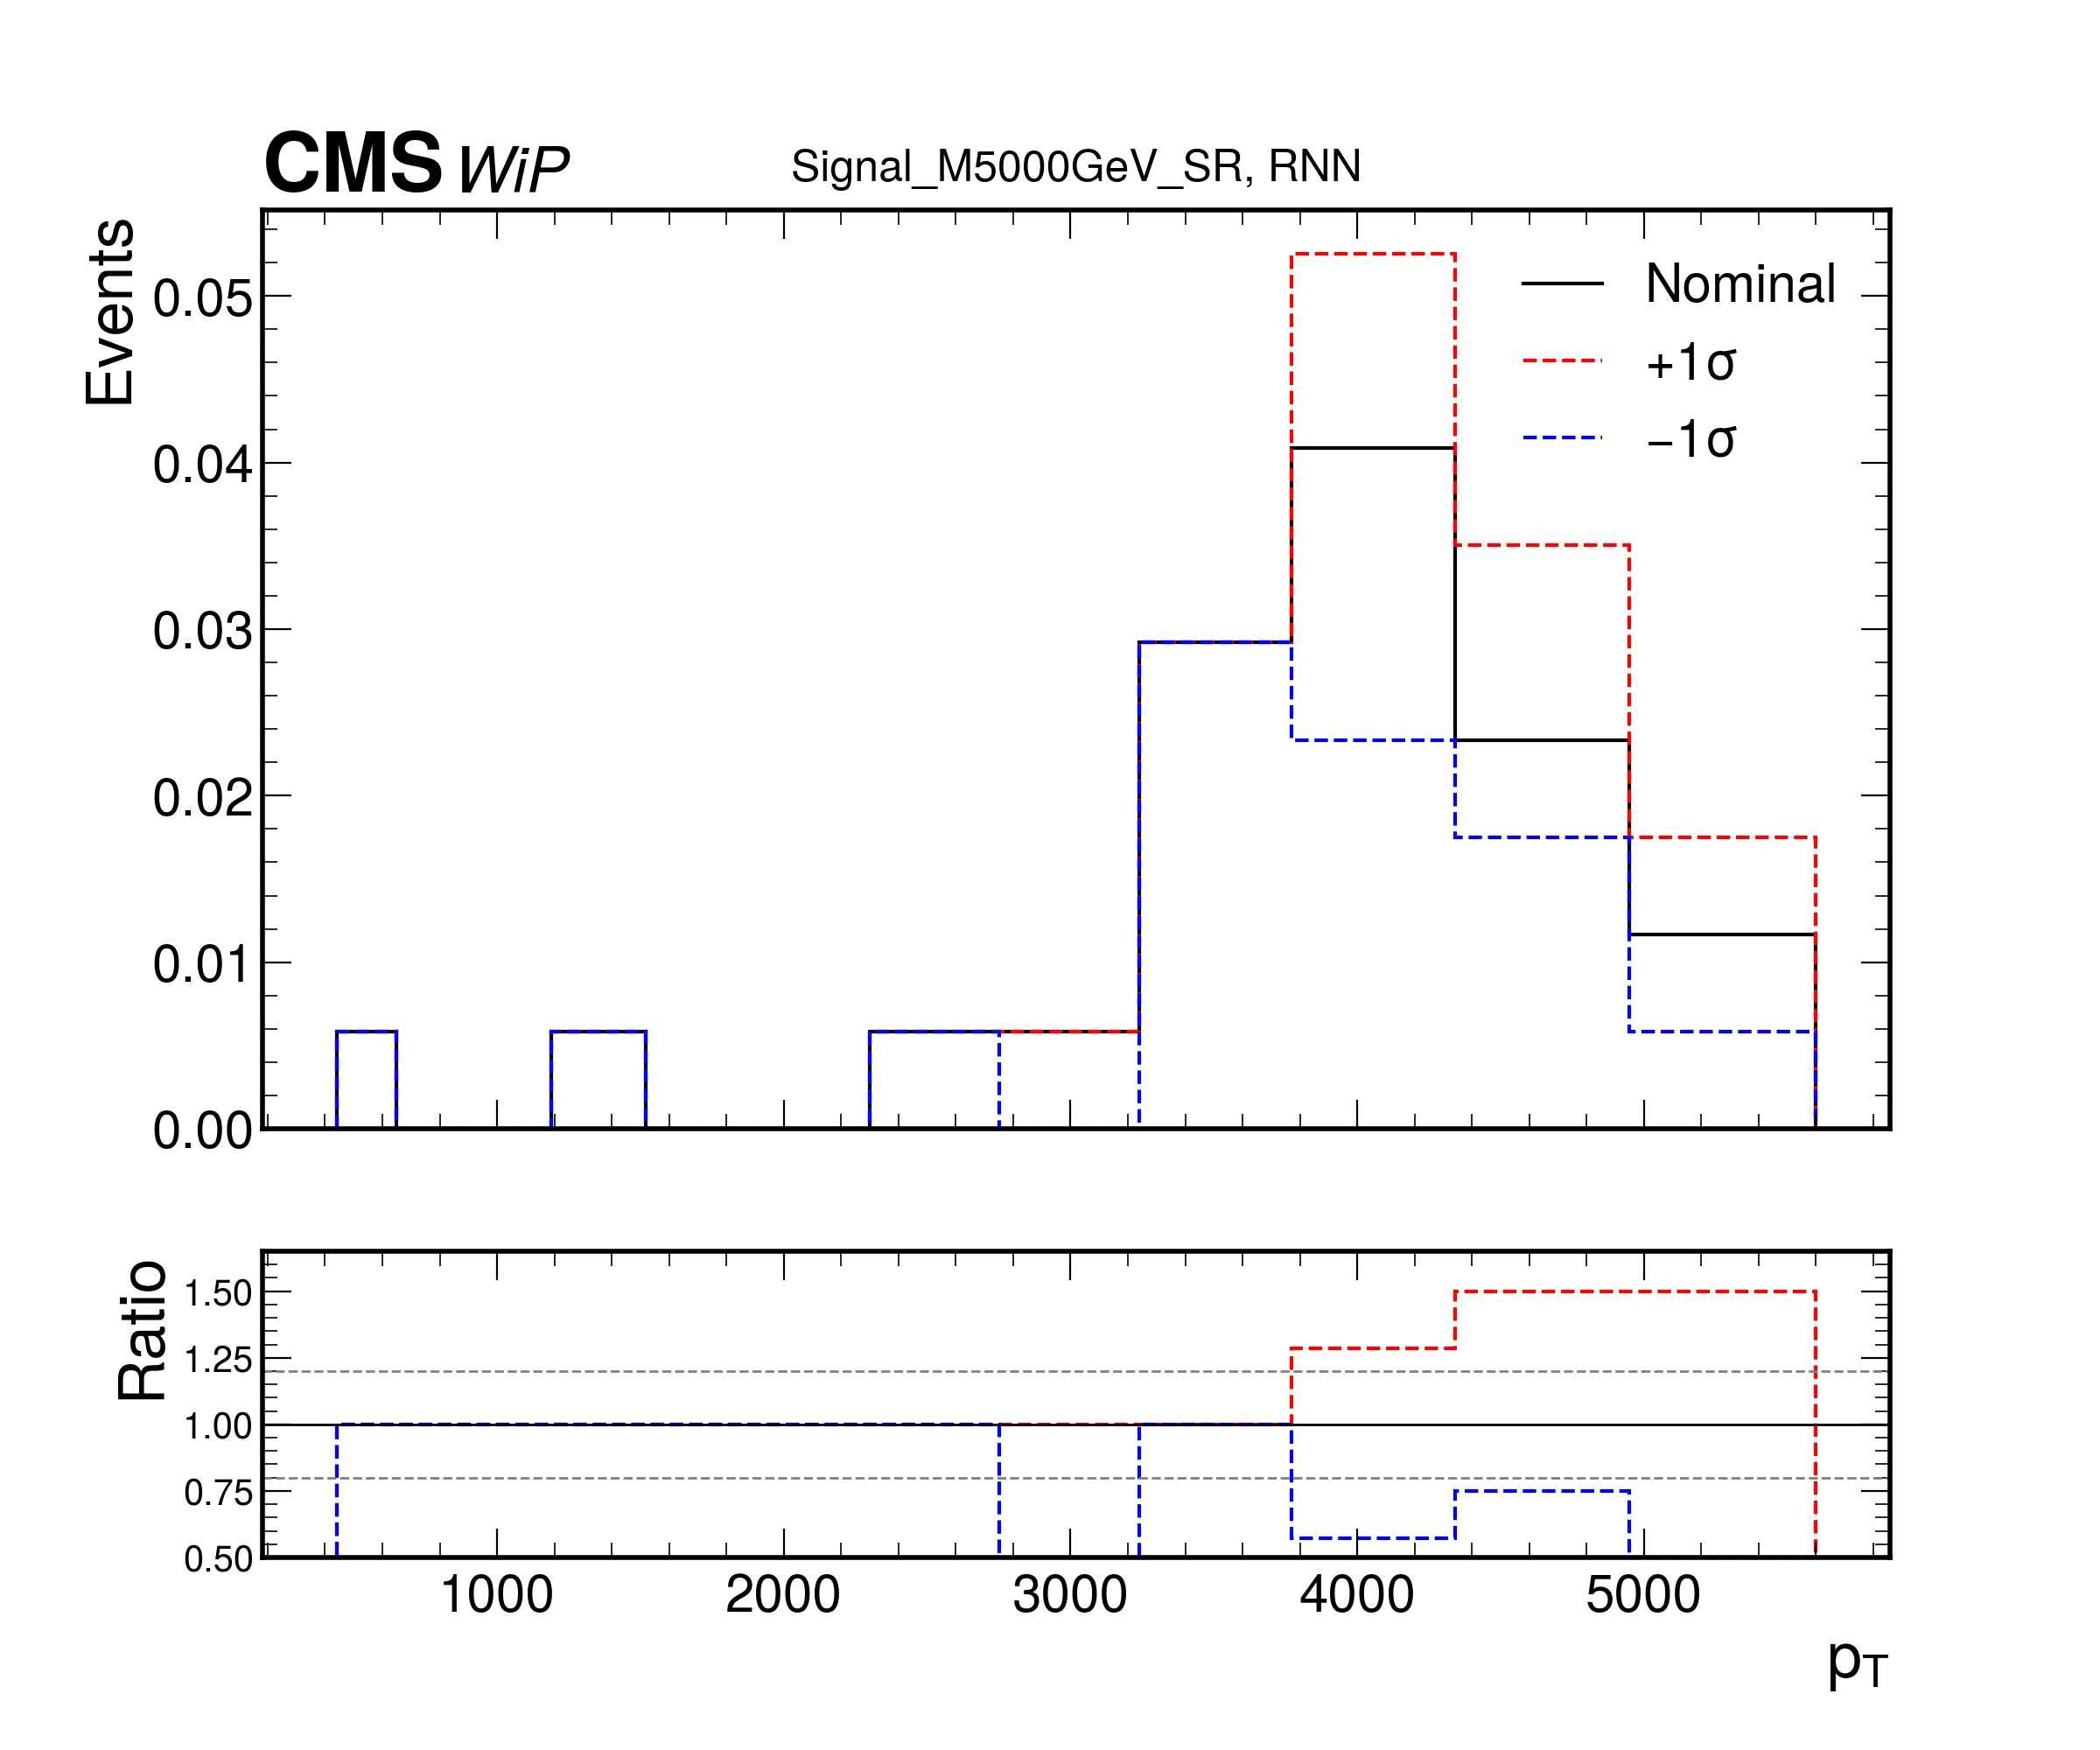 CMS WiP
Signal_M5000GeV_SR, RNN
Events
0.05
0.04
0.03
0.02
0.01
0.00
Nominal
+1σ
−1σ
Ratio
1.50
1.25
1.00
0.75
0.50
1000 2000 3000 4000 5000
pT